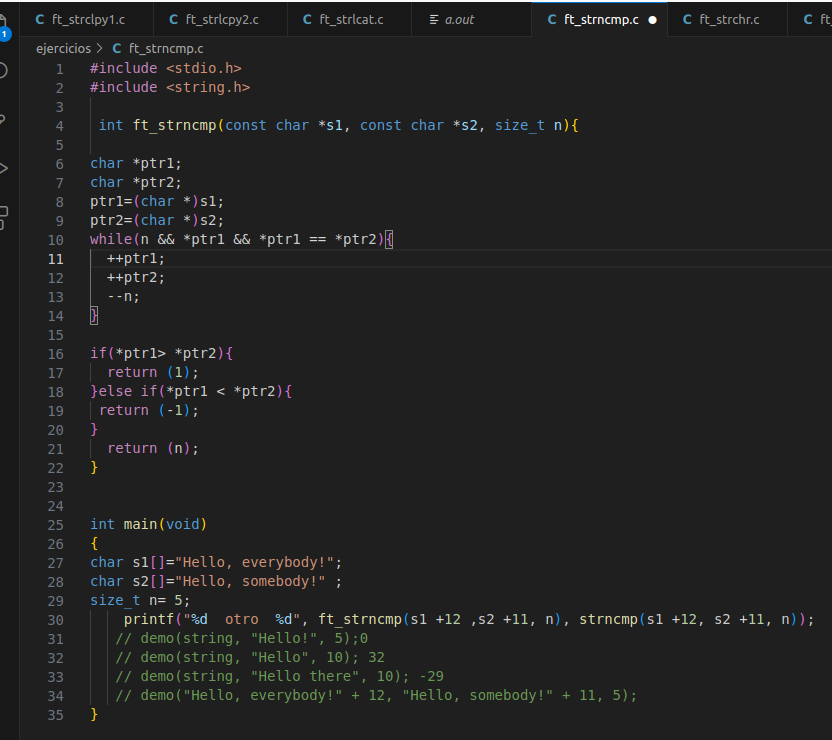 ft_strclpy1.c ft_strlcpy2.c ft_strlcat.c a.out ft_strncmp.c ft_strchr.c ft
1
ejercicios > ft_strncmp.c
1 #include <stdio.h>
2 #include <string.h>
3
4 int ft_strncmp(const char *s1, const char *s2, size_t n){
5
6 char *ptr1;
7 char *ptr2;
8 ptr1=(char *)s1;
9 ptr2=(char *)s2;
10 while(n && *ptr1 && *ptr1 == *ptr2){
11 ++ptr1;
12 ++ptr2;
13 --n;
14 }
15
16 if(*ptr1> *ptr2){
17 return (1);
18 }else if(*ptr1 < *ptr2){
19 return (-1);
20 }
21 return (n);
22 }
23
24
25 int main(void)
26 {
27 char s1[]="Hello, everybody!";
28 char s2[]="Hello, somebody!" ;
29 size_t n= 5;
30 printf("%d  otro  %d", ft_strncmp(s1 +12 ,s2 +11, n), strncmp(s1 +12, s2 +11, n));
31 // demo(string, "Hello!", 5);0
32 // demo(string, "Hello", 10); 32
33 // demo(string, "Hello there", 10); -29
34 // demo("Hello, everybody!" + 12, "Hello, somebody!" + 11, 5);
35 }